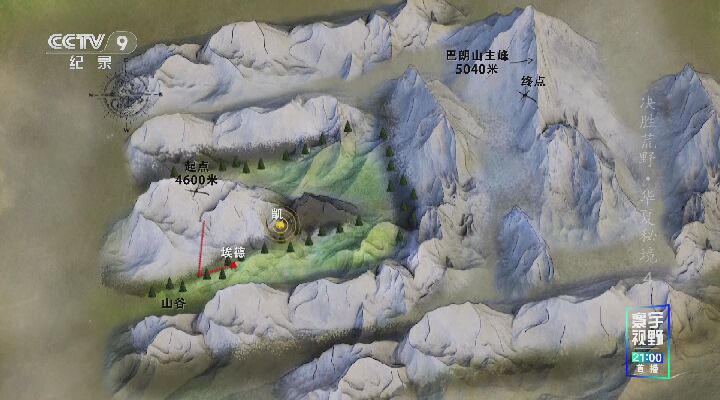 CCTV 9
纪录
巴朗山主峰
5040米
终点
决胜荒野·华夏秘境 4
起点
4600米
凯
埃德
山谷
寰宇
视野
21:00
首播